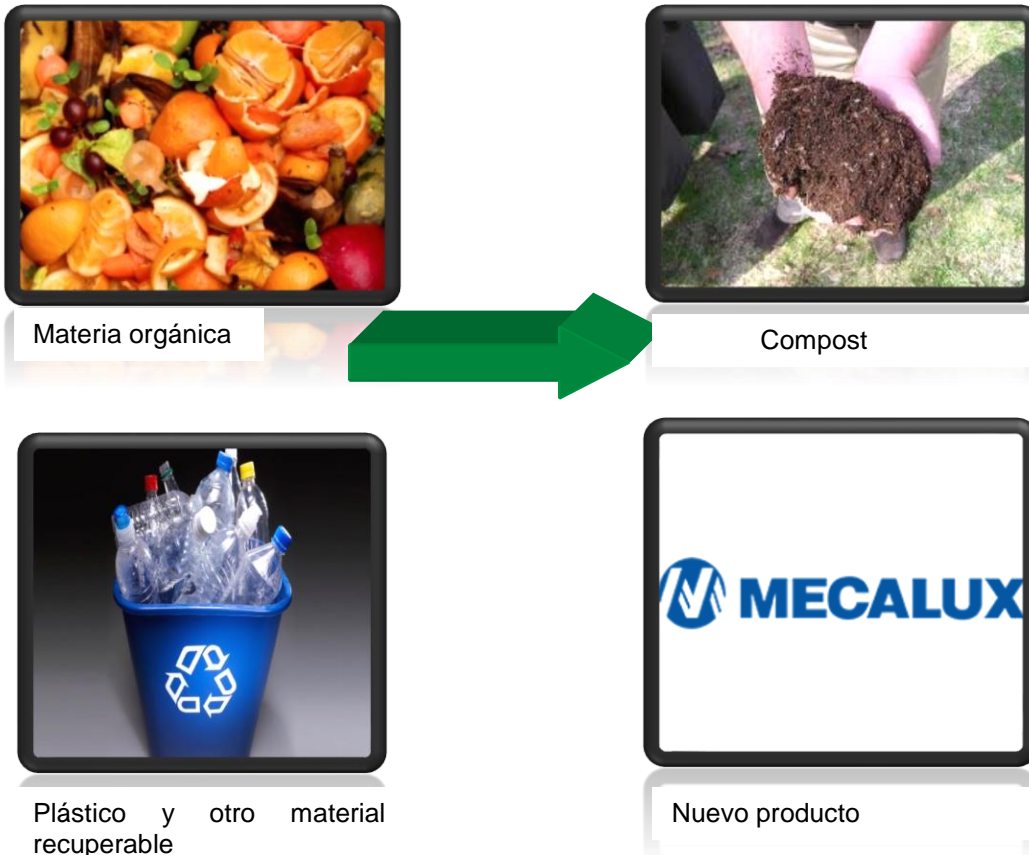 Materia orgánica
Compost
MECALUX
Plástico y otro material
recuperable
Nuevo producto